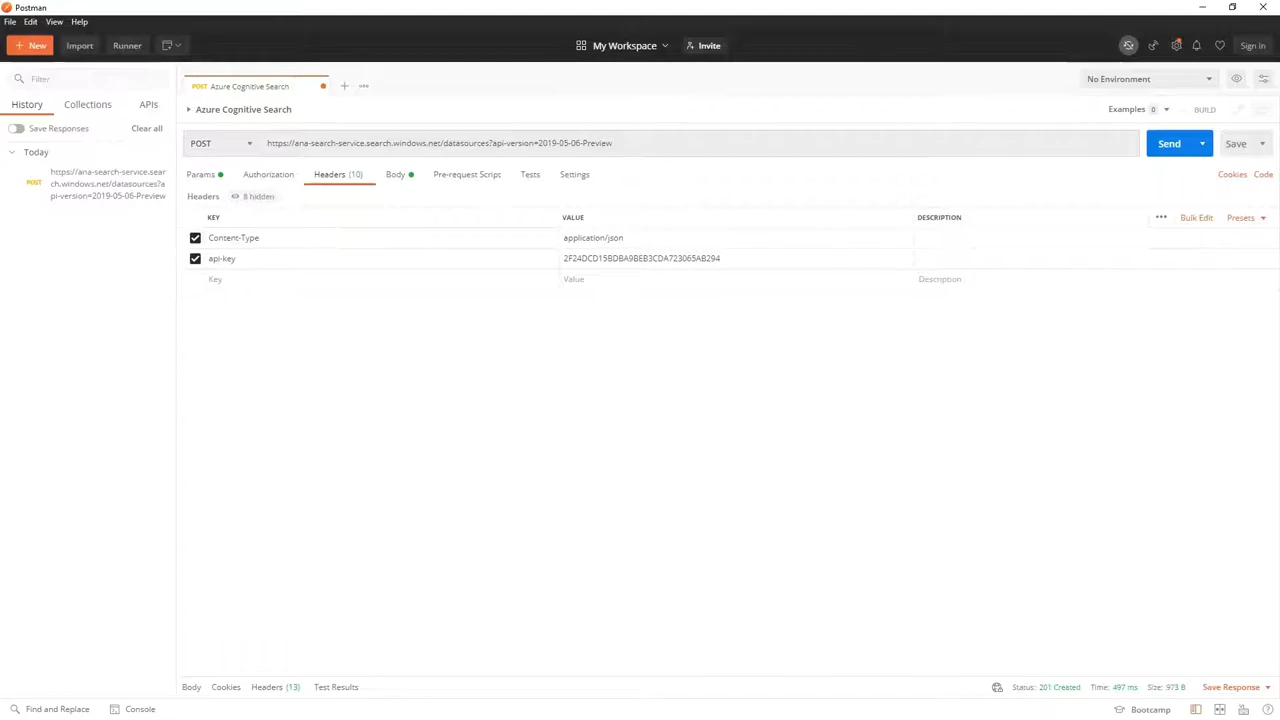 Postman
File Edit View Help
+ New Import Runner My Workspace Invite Sign in
Filter
POST Azure Cognitive Search No Environment
History Collections APIs
Azure Cognitive Search Examples 0 BUILD
Save Responses Clear all
POST https://ana-search-service.search.windows.net/datasources?api-version=2019-05-06-Preview Send Save
Today
POST https://ana-search-service.sear
ch.windows.net/datasources?a
pi-version=2019-05-06-Preview
Params Authorization Headers (10) Body Pre-request Script Tests Settings Cookies Code
Headers 8 hidden
KEY VALUE DESCRIPTION Bulk Edit Presets
Content-Type application/json
api-key 2F24DCD15BDBA9BEB3CDA723065AB294
Key Value Description
Body Cookies Headers (13) Test Results Status: 201 Created Time: 497 ms Size: 973 B Save Response
Find and Replace Console Bootcamp